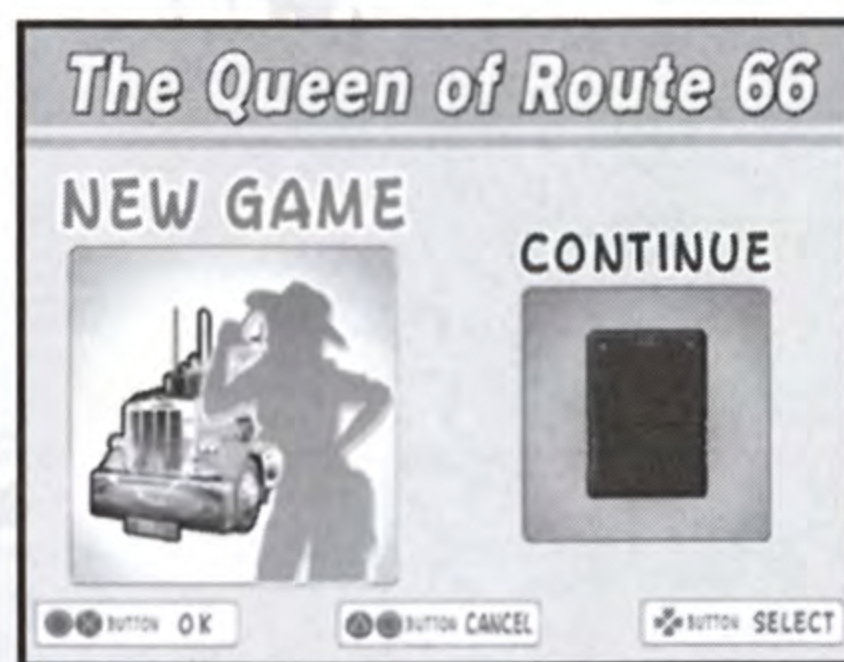 The Queen of Route 66
NEW GAME
CONTINUE
BUTTON OK
BUTTON CANCEL
BUTTON SELECT